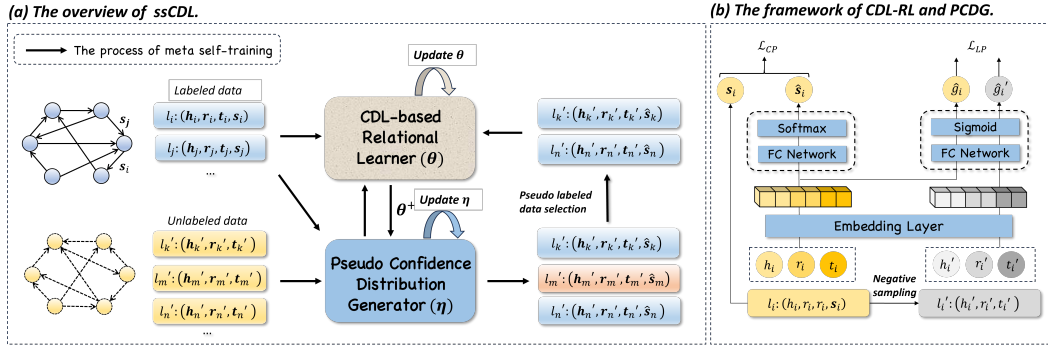 (a) The overview of ssCDL.
The process of meta self-training
Labeled data
s_j
s_i
l_i: (h_i, r_i, t_i, s_i)
l_j: (h_j, r_j, t_j, s_j)
...
Unlabeled data
l_k': (h_k', r_k', t_k')
l_m': (h_m', r_m', t_m')
l_n': (h_n', r_n', t_n')
...
Update θ
CDL-based
Relational
Learner (θ)
θ⁺
Update η
Pseudo Confidence
Distribution
Generator (η)
l_k': (h_k', r_k', t_k', ŝ_k)
l_n': (h_n', r_n', t_n', ŝ_n)
Pseudo labeled
data selection
l_k': (h_k', r_k', t_k', ŝ_k)
l_m': (h_m', r_m', t_m', ŝ_m)
l_n': (h_n', r_n', t_n', ŝ_n)
(b) The framework of CDL-RL and PCDG.
ℒ_CP
ℒ_LP
s_i
ŝ_i
ĝ_i
ĝ_i'
Softmax
FC Network
Sigmoid
FC Network
Embedding Layer
h_i
r_i
t_i
h_i'
r_i'
t_i'
Negative
sampling
l_i: (h_i, r_i, r_i, s_i)
l_i': (h_i', r_i', t_i')